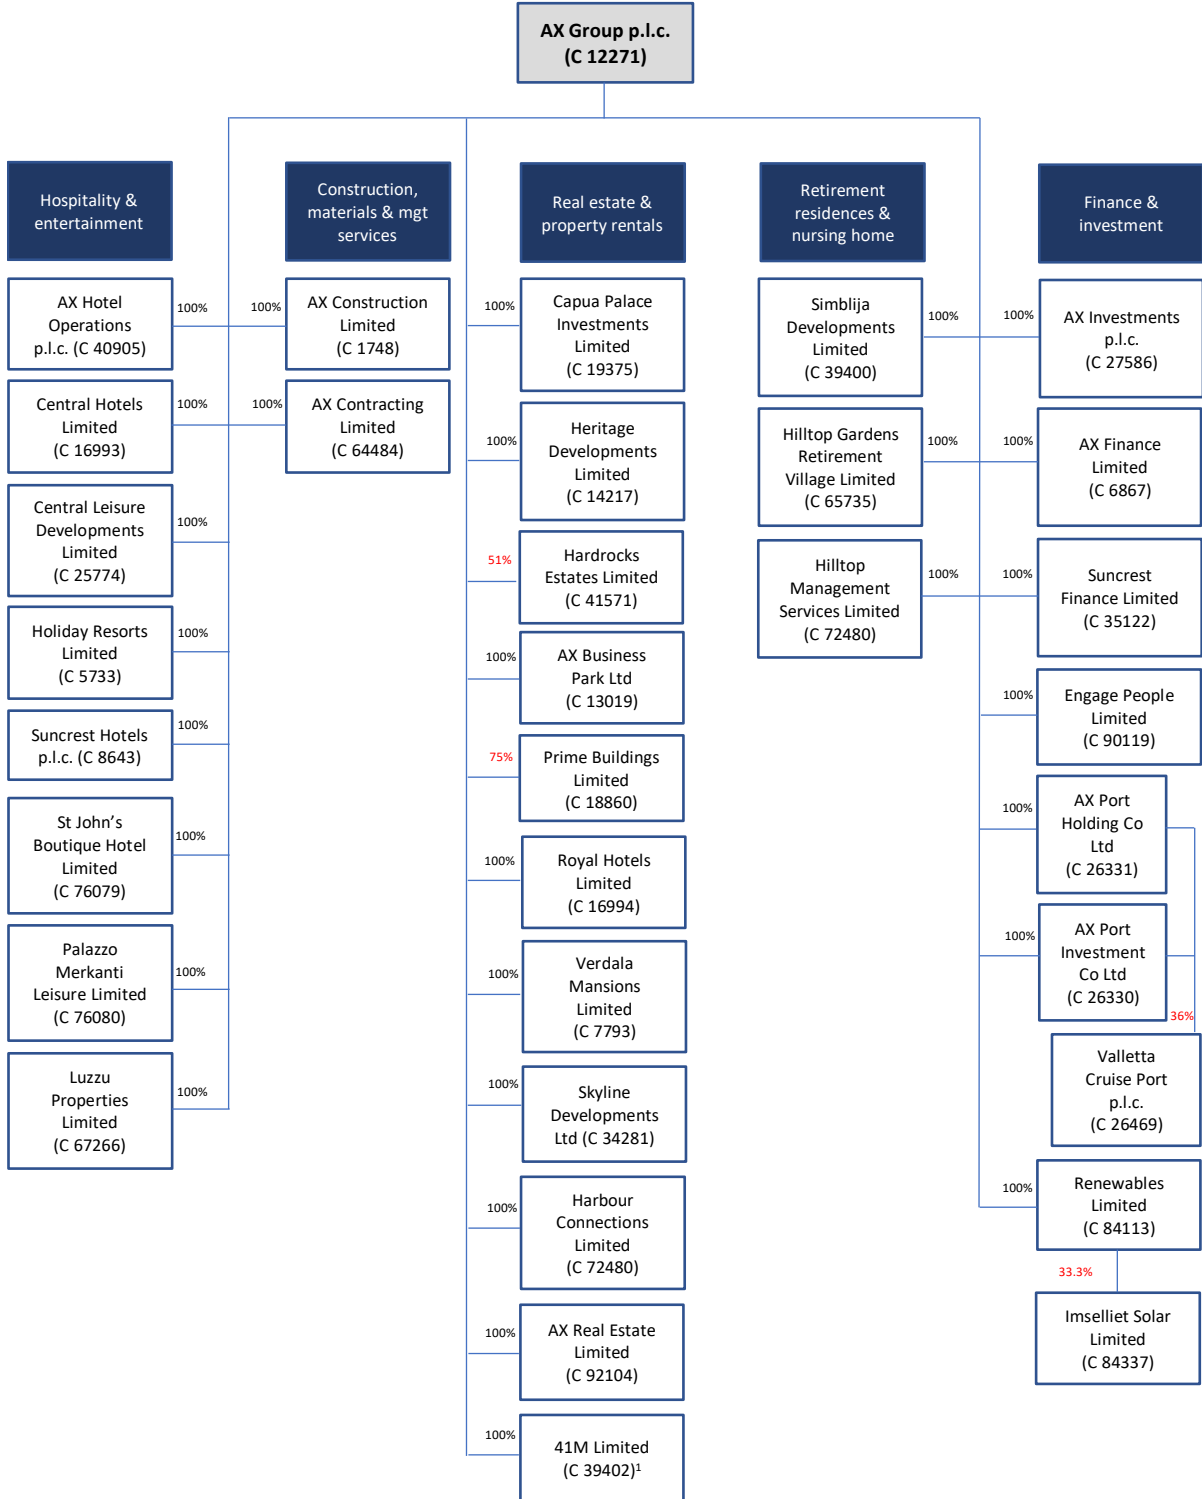 AX Group p.l.c.
(C 12271)
Hospitality &
entertainment
AX Hotel
Operations
p.l.c. (C 40905)
100%
Central Hotels
Limited
(C 16993)
100%
Central Leisure
Developments
Limited
(C 25774)
100%
Holiday Resorts
Limited
(C 5733)
100%
Suncrest Hotels
p.l.c. (C 8643)
100%
St John’s
Boutique Hotel
Limited
(C 76079)
100%
Palazzo
Merkanti
Leisure Limited
(C 76080)
100%
Luzzu
Properties
Limited
(C 67266)
100%
Construction,
materials & mgt
services
100%
AX Construction
Limited
(C 1748)
100%
AX Contracting
Limited
(C 64484)
Real estate &
property rentals
100%
Capua Palace
Investments
Limited
(C 19375)
100%
Heritage
Developments
Limited
(C 14217)
51%
Hardrocks
Estates Limited
(C 41571)
100%
AX Business
Park Ltd
(C 13019)
75%
Prime Buildings
Limited
(C 18860)
100%
Royal Hotels
Limited
(C 16994)
100%
Verdala
Mansions
Limited
(C 7793)
100%
Skyline
Developments
Ltd (C 34281)
100%
Harbour
Connections
Limited
(C 72480)
100%
AX Real Estate
Limited
(C 92104)
100%
41M Limited
(C 39402)¹
Retirement
residences &
nursing home
Simblija
Developments
Limited
(C 39400)
100%
Hilltop Gardens
Retirement
Village Limited
(C 65735)
100%
Hilltop
Management
Services Limited
(C 72480)
100%
Finance &
investment
100%
AX Investments
p.l.c.
(C 27586)
100%
AX Finance
Limited
(C 6867)
100%
Suncrest
Finance Limited
(C 35122)
100%
Engage People
Limited
(C 90119)
100%
AX Port
Holding Co
Ltd
(C 26331)
100%
AX Port
Investment
Co Ltd
(C 26330)
36%
Valletta
Cruise Port
p.l.c.
(C 26469)
100%
Renewables
Limited
(C 84113)
33.3%
Imselliet Solar
Limited
(C 84337)